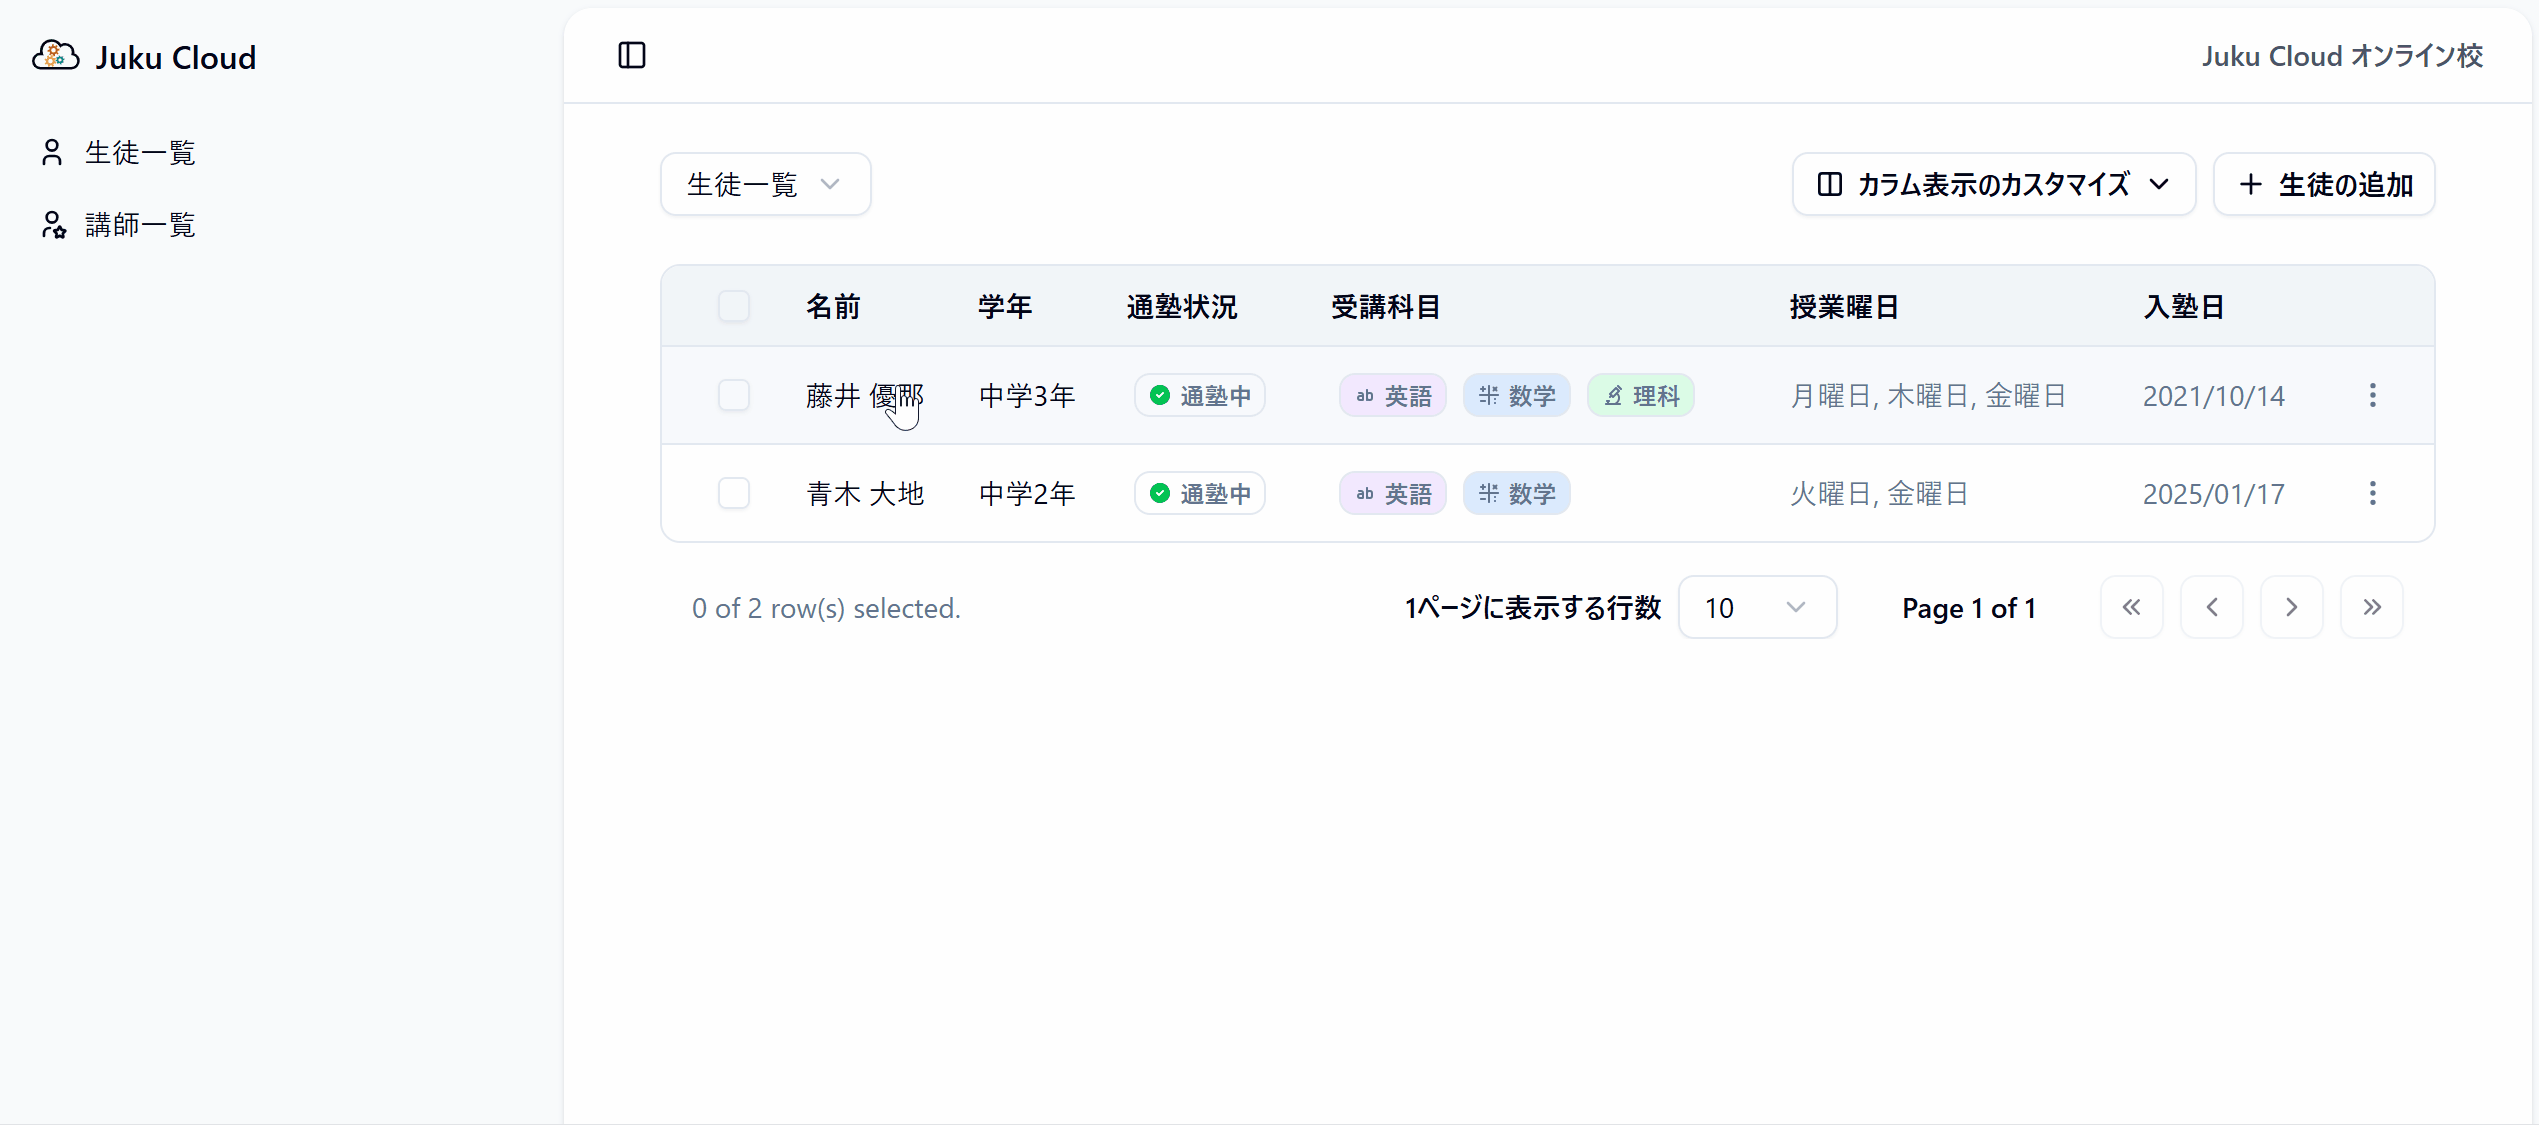 Juku Cloud
生徒一覧
講師一覧
Juku Cloud オンライン校
生徒一覧
カラム表示のカスタマイズ
生徒の追加
名前 学年 通塾状況 受講科目 授業曜日 入塾日
藤井 優 中学3年 通塾中 ab 英語 数学 理科 月曜日, 木曜日, 金曜日 2021/10/14
青木 大地 中学2年 通塾中 ab 英語 数学 火曜日, 金曜日 2025/01/17
0 of 2 row(s) selected.
1ページに表示する行数 10 Page 1 of 1